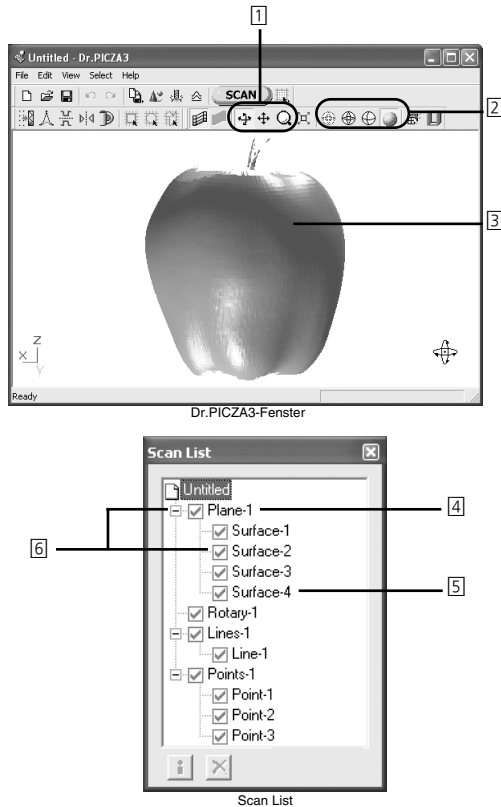 1
Untitled - Dr.PICZA3
File Edit View Select Help
SCAN
2
3
Z
X
Y
Ready
Dr.PICZA3-Fenster
Scan List
Untitled
Plane-1
4
Surface-1
6
Surface-2
Surface-3
Surface-4
5
Rotary-1
Lines-1
Line-1
Points-1
Point-1
Point-2
Point-3
Scan List